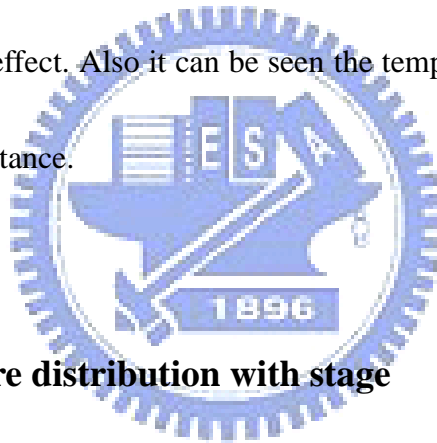 effect. Also it can be seen the temp
E S A
tance.
1896
re distribution with stage